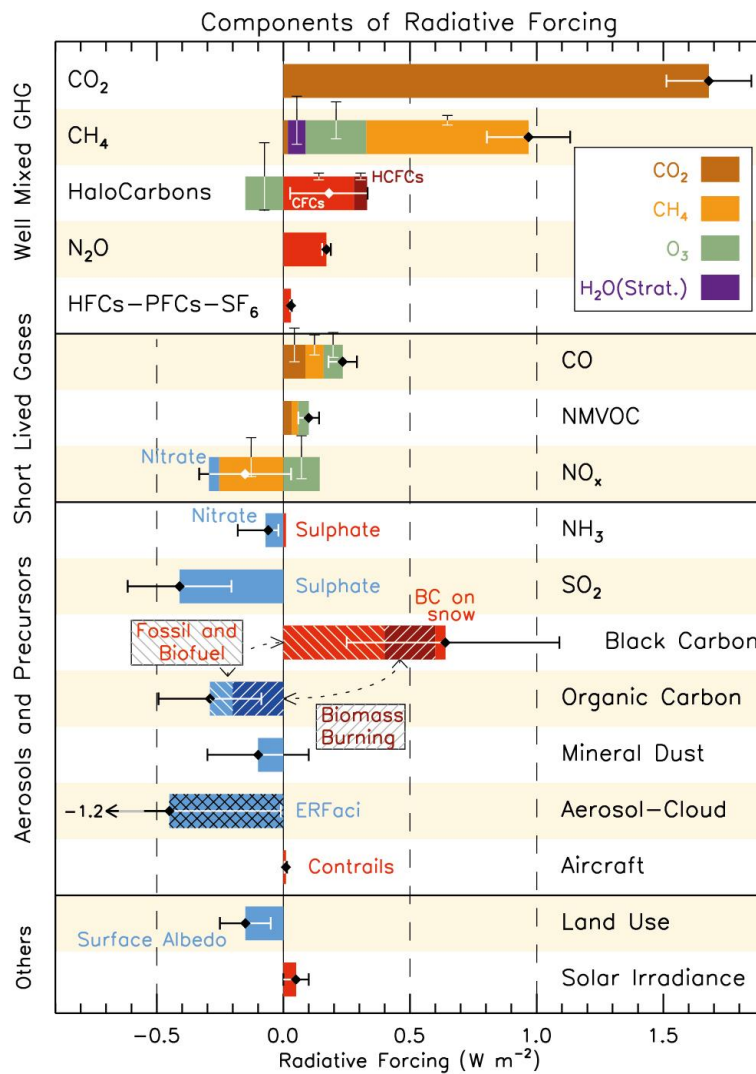 Components of Radiative Forcing
Well Mixed GHG
CO₂
CH₄
HaloCarbons
CFCs
HCFCs
N₂O
HFCs–PFCs–SF₆
CO₂
CH₄
O₃
H₂O(Strat.)
Short Lived Gases
CO
NMVOC
Nitrate
NOₓ
Aerosols and Precursors
Nitrate
Sulphate
NH₃
Sulphate
SO₂
BC on
snow
Fossil and
Biofuel
Black Carbon
Organic Carbon
Biomass
Burning
Mineral Dust
−1.2
ERFaci
Aerosol–Cloud
Contrails
Aircraft
Others
Land Use
Surface Albedo
Solar Irradiance
−0.5 0.0 0.5 1.0 1.5
Radiative Forcing (W m⁻²)